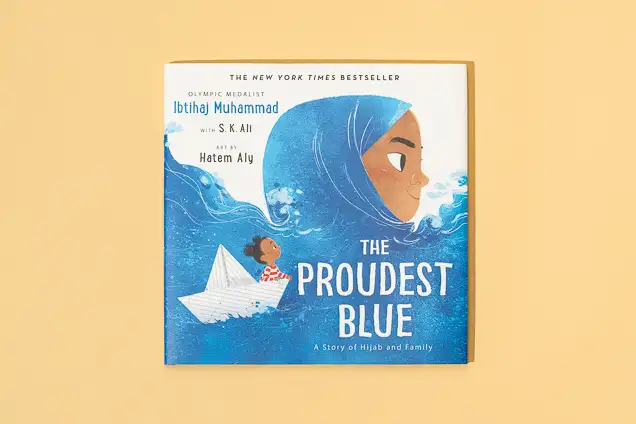 THE NEW YORK TIMES BESTSELLER
OLYMPIC MEDALIST
Ibtihaj Muhammad
WITH S. K. Ali
ART BY
Hatem Aly
THE
PROUDEST
BLUE
A Story of Hijab and Family